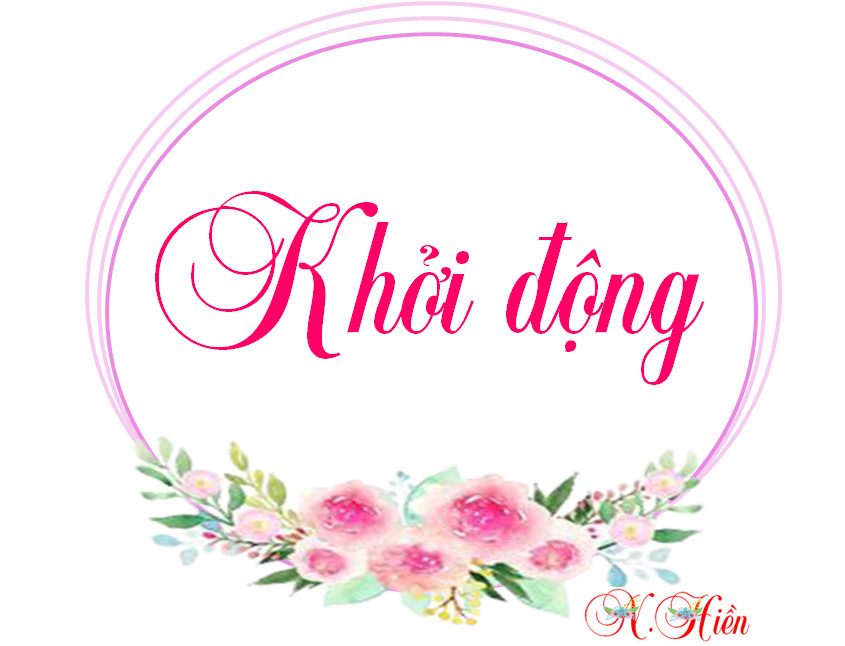 Khởi động
N.Hiền